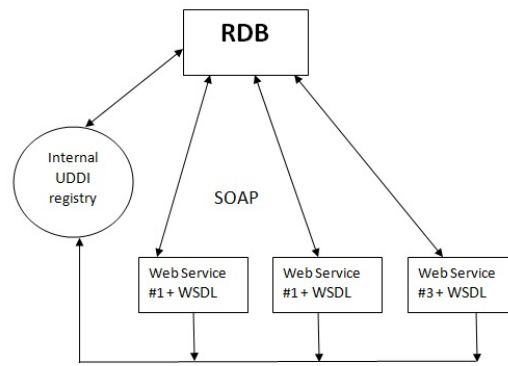 RDB
Internal
UDDI
registry
SOAP
Web Service
#1 + WSDL
Web Service
#1 + WSDL
Web Service
#3 + WSDL